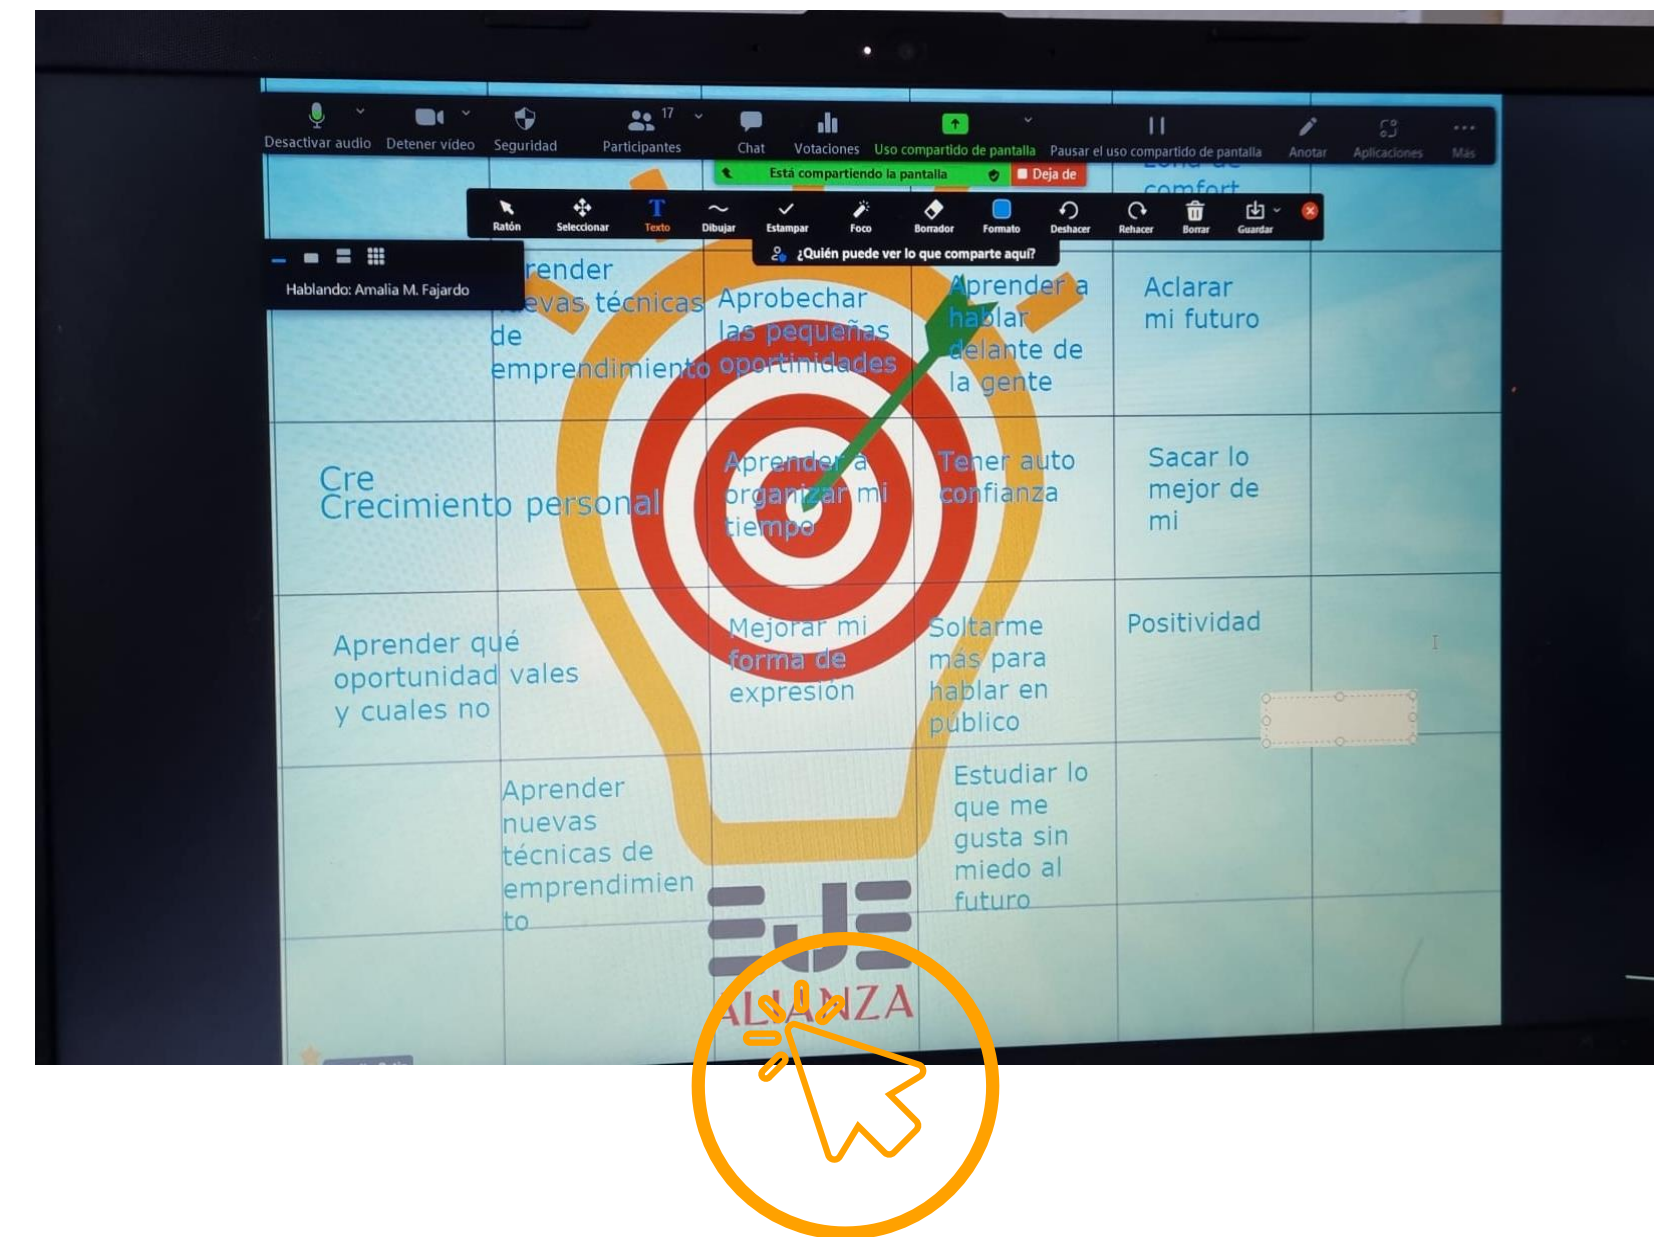 17
Desactivar audio
Detener vídeo
Seguridad
Participantes
Chat
Votaciones
Uso compartido de pantalla
Pausar el uso compartido de pantalla
Anotar
Aplicaciones
Más
Está compartiendo la pantalla
Deja de
comfort
Ratón
Seleccionar
Texto
Dibujar
Estampar
Foco
Borrador
Formato
Deshacer
Rehacer
Borrar
Guardar
¿Quién puede ver lo que comparte aquí?
Hablando: Amalia M. Fajardo
técnicas
de
emprendimiento
Aprobechar
las pequeñas
oportinidades
Aprender a
hablar
delante de
la gente
Aclarar
mi futuro
Cre
Crecimiento personal
Aprender a
organizar mi
tiempo
Tener auto
confianza
Sacar lo
mejor de
mi
Aprender qué
oportunidad vales
y cuales no
Mejorar mi
forma de
expresión
Soltarme
más para
hablar en
público
Positividad
Aprender
nuevas
técnicas de
emprendimien
to
Estudiar lo
que me
gusta sin
miedo al
futuro
EJE
ALIANZA